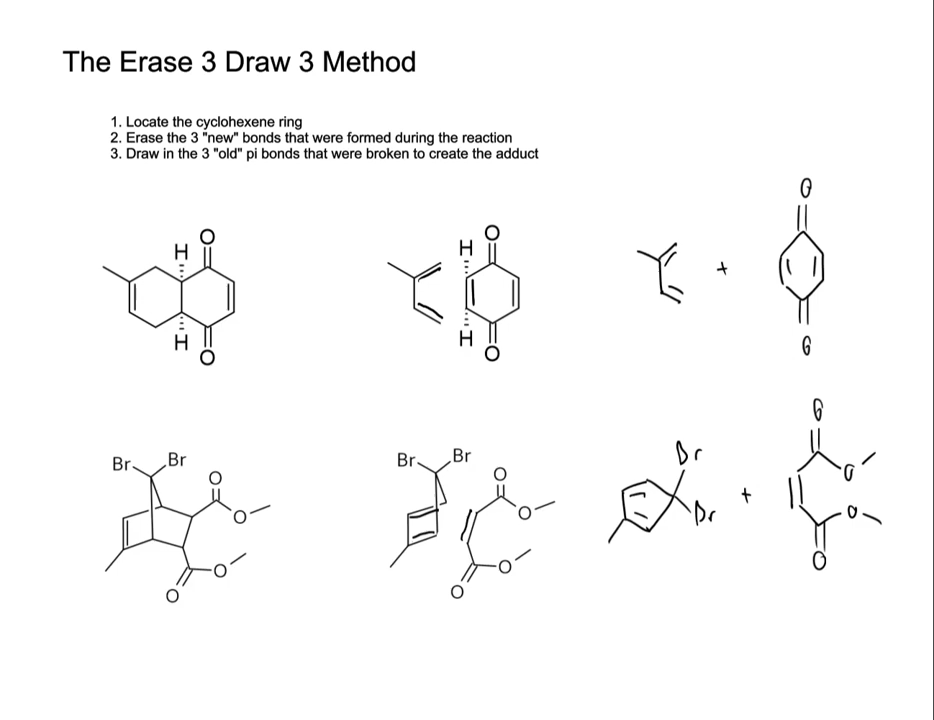 The Erase 3 Draw 3 Method
1. Locate the cyclohexene ring
2. Erase the 3 "new" bonds that were formed during the reaction
3. Draw in the 3 "old" pi bonds that were broken to create the adduct
O
H
H
O
O
H
H
O
O
+
O
Br
Br
O
O
O
O
Br
Br
O
O
O
O
Br
Br
+
O
O
O
O